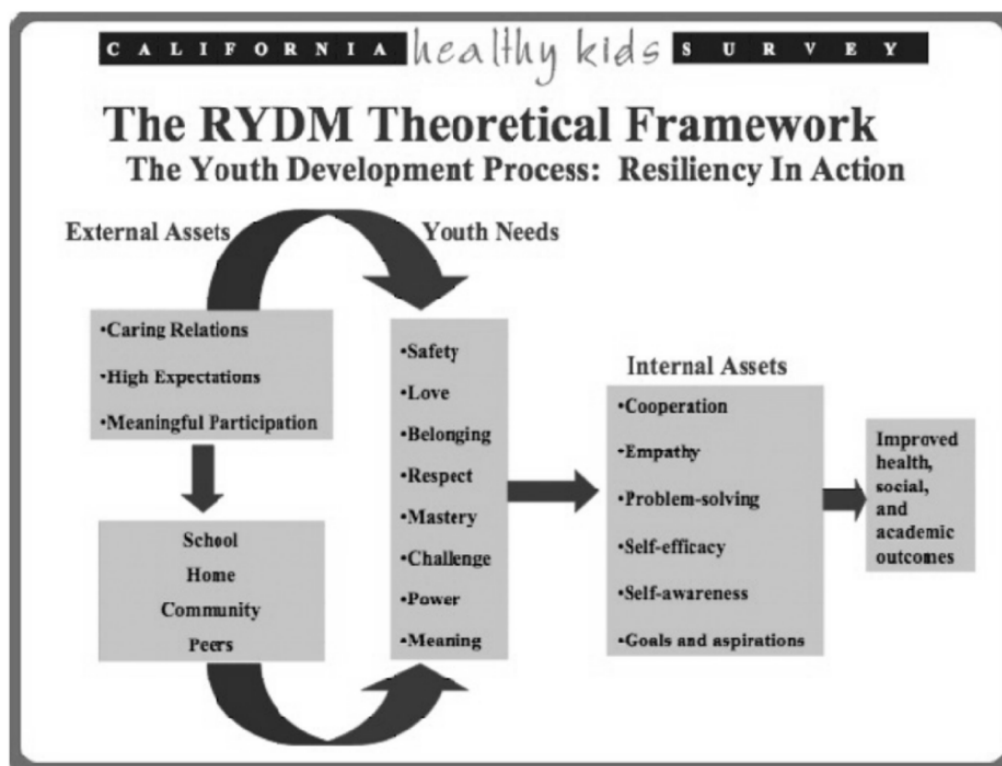 CALIFORNIA healthy kids SURVEY
The RYDM Theoretical Framework
The Youth Development Process: Resiliency In Action
External Assets
•Caring Relations
•High Expectations
•Meaningful Participation
School
Home
Community
Peers
Youth Needs
•Safety
•Love
•Belonging
•Respect
•Mastery
•Challenge
•Power
•Meaning
Internal Assets
•Cooperation
•Empathy
•Problem-solving
•Self-efficacy
•Self-awareness
•Goals and aspirations
Improved
health,
social,
and
academic
outcomes